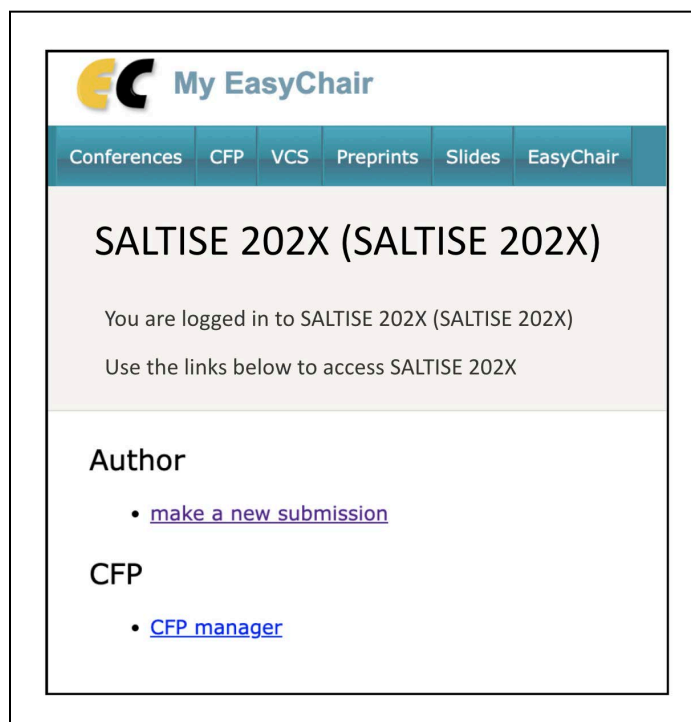 EC My EasyChair
Conferences CFP VCS Preprints Slides EasyChair
SALTISE 202X (SALTISE 202X)
You are logged in to SALTISE 202X (SALTISE 202X)
Use the links below to access SALTISE 202X
Author
• make a new submission
CFP
• CFP manager